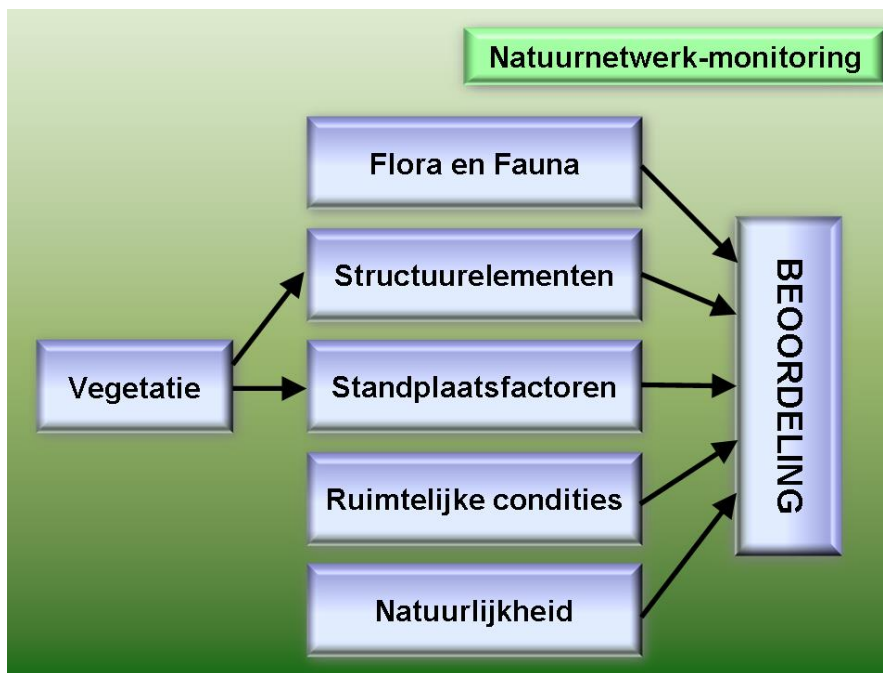 Natuurnetwerk-monitoring
Flora en Fauna
Structuurelementen
Vegetatie
Standplaatsfactoren
Ruimtelijke condities
Natuurlijkheid
BEOORDELING